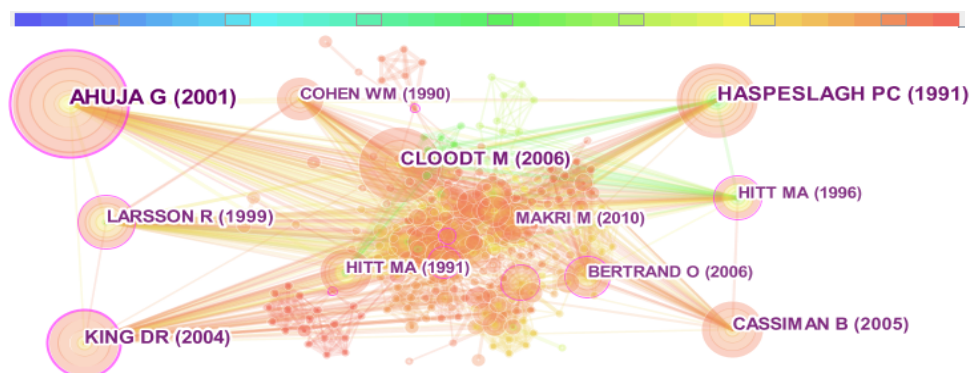 AHUJA G (2001)
COHEN WM (1990)
HASPESLAGH PC (1991)
CLOODT M (2006)
HITT MA (1996)
LARSSON R (1999)
MAKRI M (2010)
HITT MA (1991)
BERTRAND O (2006)
KING DR (2004)
CASSIMAN B (2005)